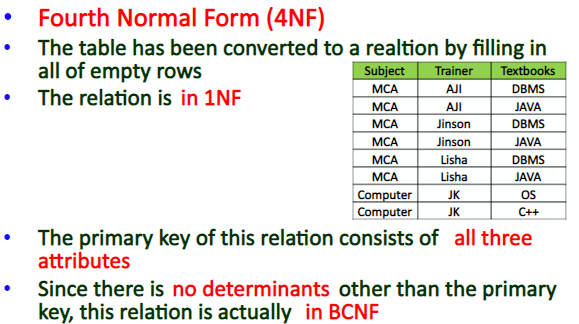 • Fourth Normal Form (4NF)
• The table has been converted to a realtion by filling in
all of empty rows
• The relation is in 1NF
Subject Trainer Textbooks
MCA AJI DBMS
MCA AJI JAVA
MCA Jinson DBMS
MCA Jinson JAVA
MCA Lisha DBMS
MCA Lisha JAVA
Computer JK OS
Computer JK C++
• The primary key of this relation consists of all three
attributes
• Since there is no determinants other than the primary
key, this relation is actually in BCNF